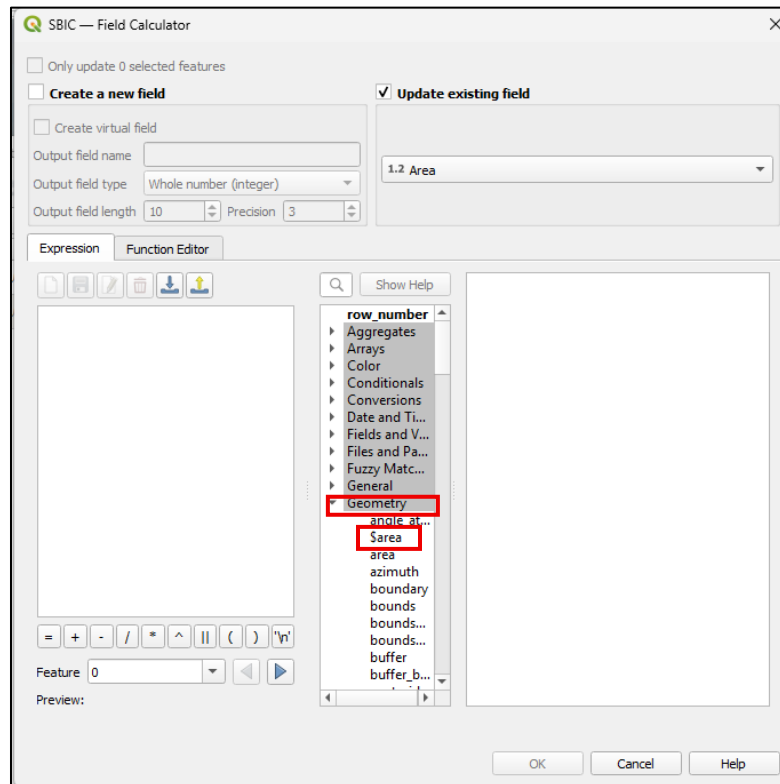 SBIC — Field Calculator
Only update 0 selected features
Create a new field
Update existing field
Create virtual field
Output field name
1.2 Area
Output field type Whole number (integer)
Output field length 10 Precision 3
Expression Function Editor
Show Help
row_number
Aggregates
Arrays
Color
Conditionals
Conversions
Date and Ti...
Fields and V...
Files and Pa...
Fuzzy Matc...
General
Geometry
angle_at...
$area
area
azimuth
boundary
bounds
bounds...
bounds...
buffer
buffer_b...
= + - / * ^ || ( ) '\n'
Feature 0
Preview:
OK Cancel Help